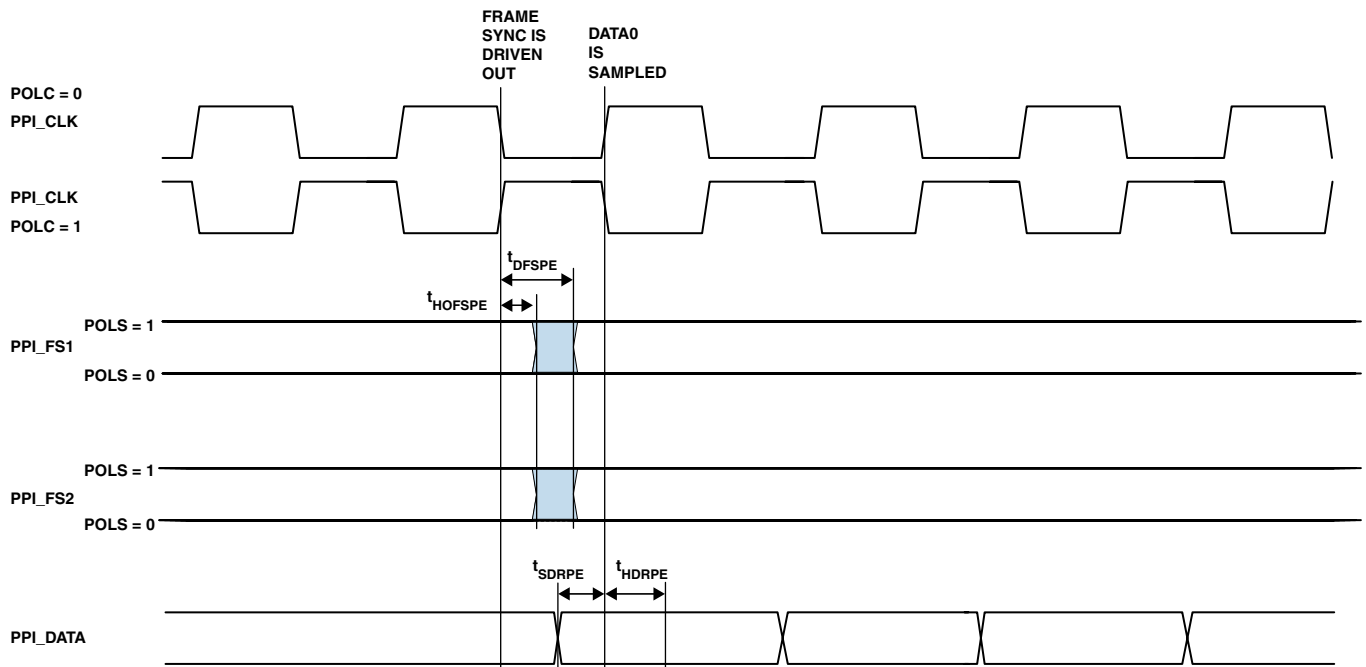 FRAME
SYNC IS
DRIVEN
OUT
DATA0
IS
SAMPLED
POLC = 0
PPI_CLK
PPI_CLK
POLC = 1
tDFSPE
tHOFSPE
POLS = 1
PPI_FS1
POLS = 0
POLS = 1
PPI_FS2
POLS = 0
tSDRPE
tHDRPE
PPI_DATA